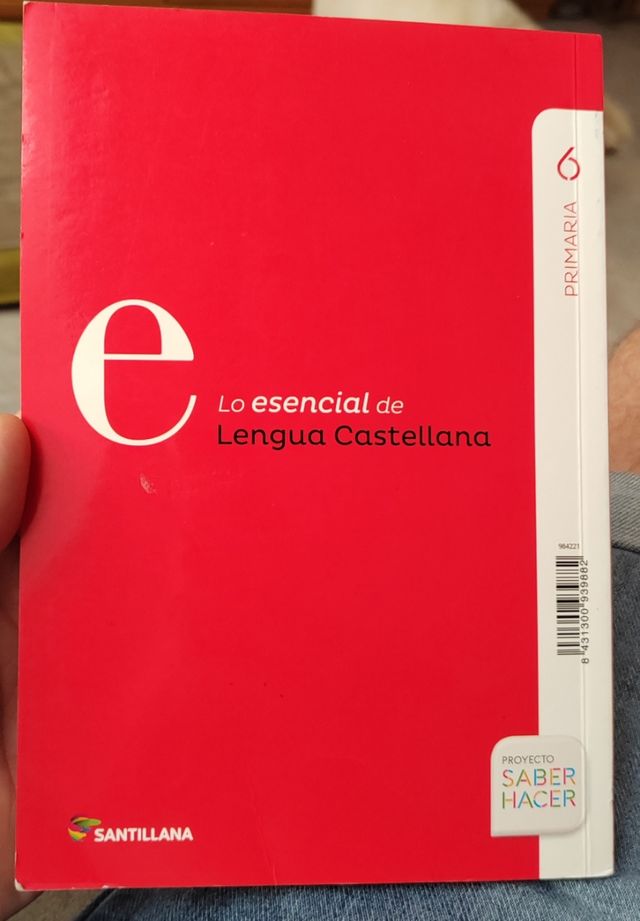 6
PRIMARIA
e
Lo esencial de
Lengua Castellana
984221
8 431300 939882
PROYECTO
SABER
HACER
SANTILLANA